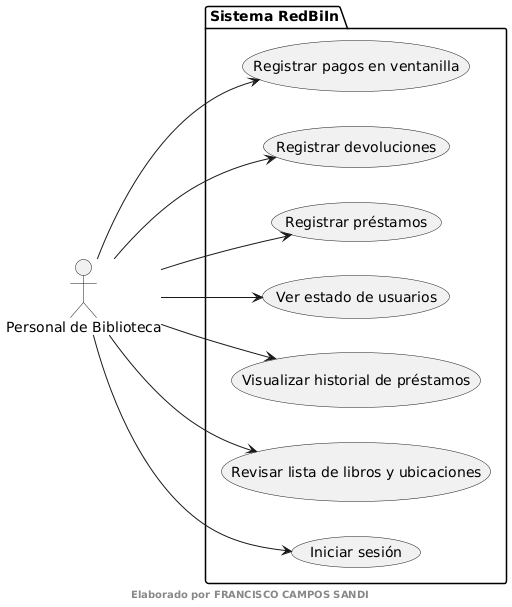 Sistema RedBiIn
Registrar pagos en ventanilla
Registrar devoluciones
Registrar préstamos
Ver estado de usuarios
Personal de Biblioteca
Visualizar historial de préstamos
Revisar lista de libros y ubicaciones
Iniciar sesión
Elaborado por FRANCISCO CAMPOS SANDI